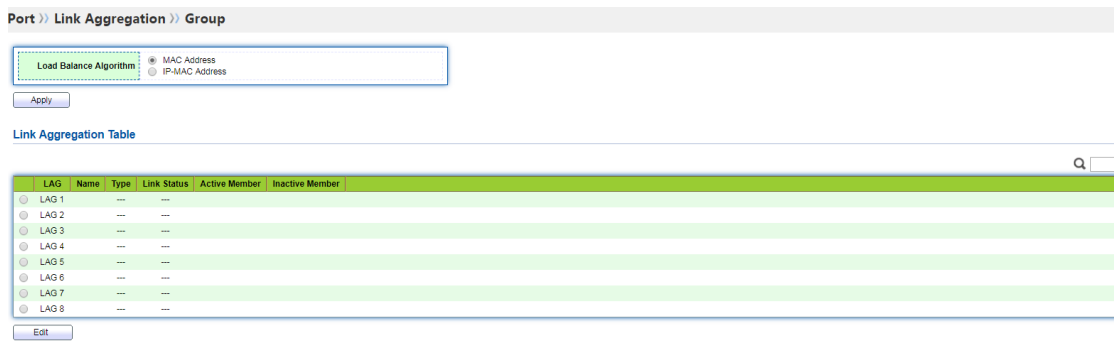 Port » Link Aggregation » Group
Load Balance Algorithm
MAC Address
IP-MAC Address
Apply
Link Aggregation Table
LAG Name Type Link Status Active Member Inactive Member
LAG 1 --- ---
LAG 2 --- ---
LAG 3 --- ---
LAG 4 --- ---
LAG 5 --- ---
LAG 6 --- ---
LAG 7 --- ---
LAG 8 --- ---
Edit